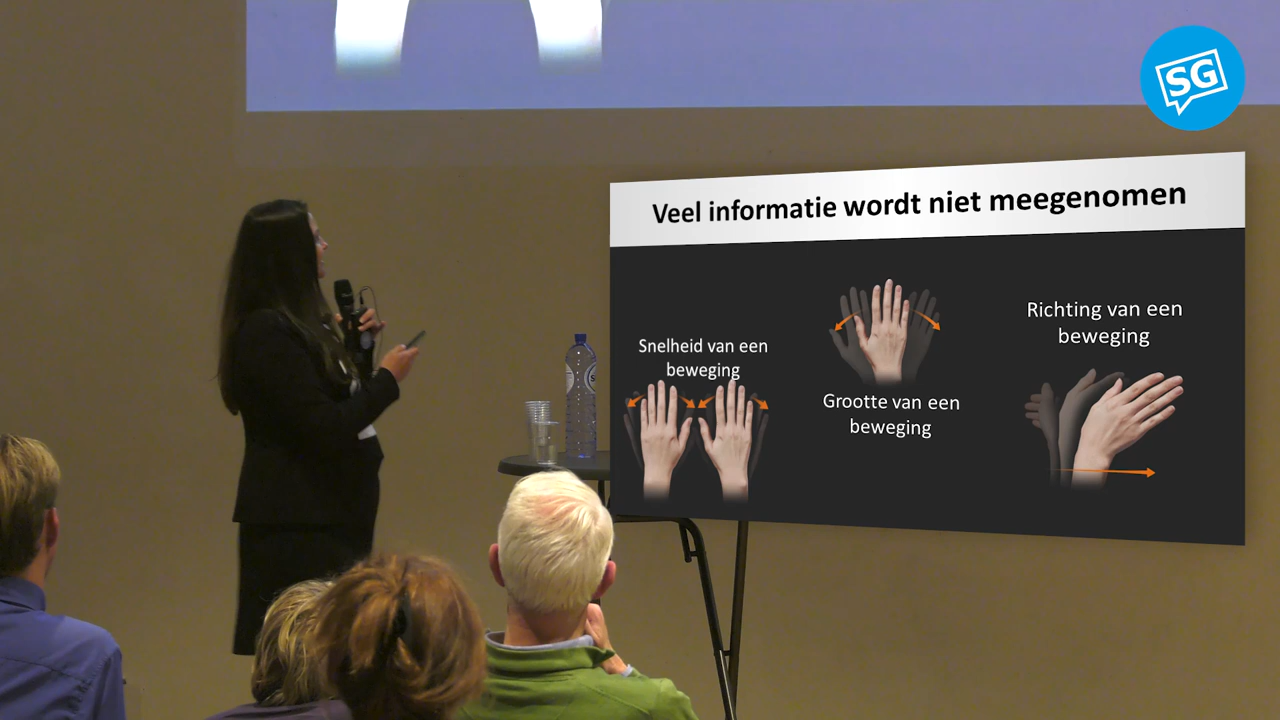 SG
Veel informatie wordt niet meegenomen
Snelheid van een
beweging
Grootte van een
beweging
Richting van een
beweging